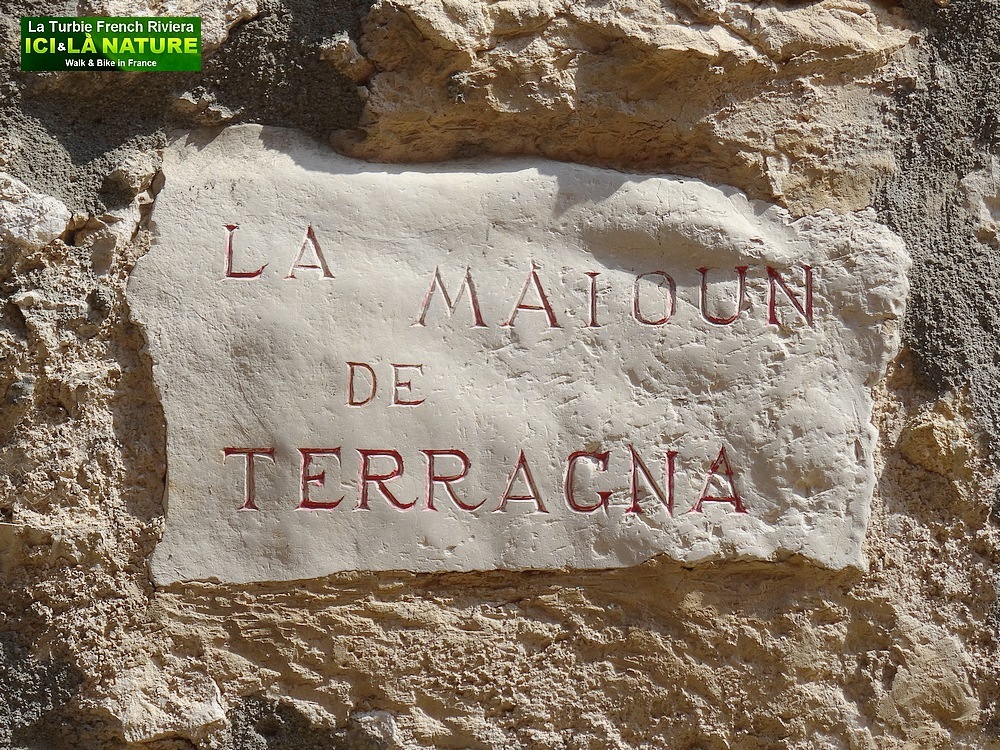 La Turbie French Riviera
ICI & LÀ NATURE
Walk & Bike in France
LA MAIOUN
DE
TERRAGNA